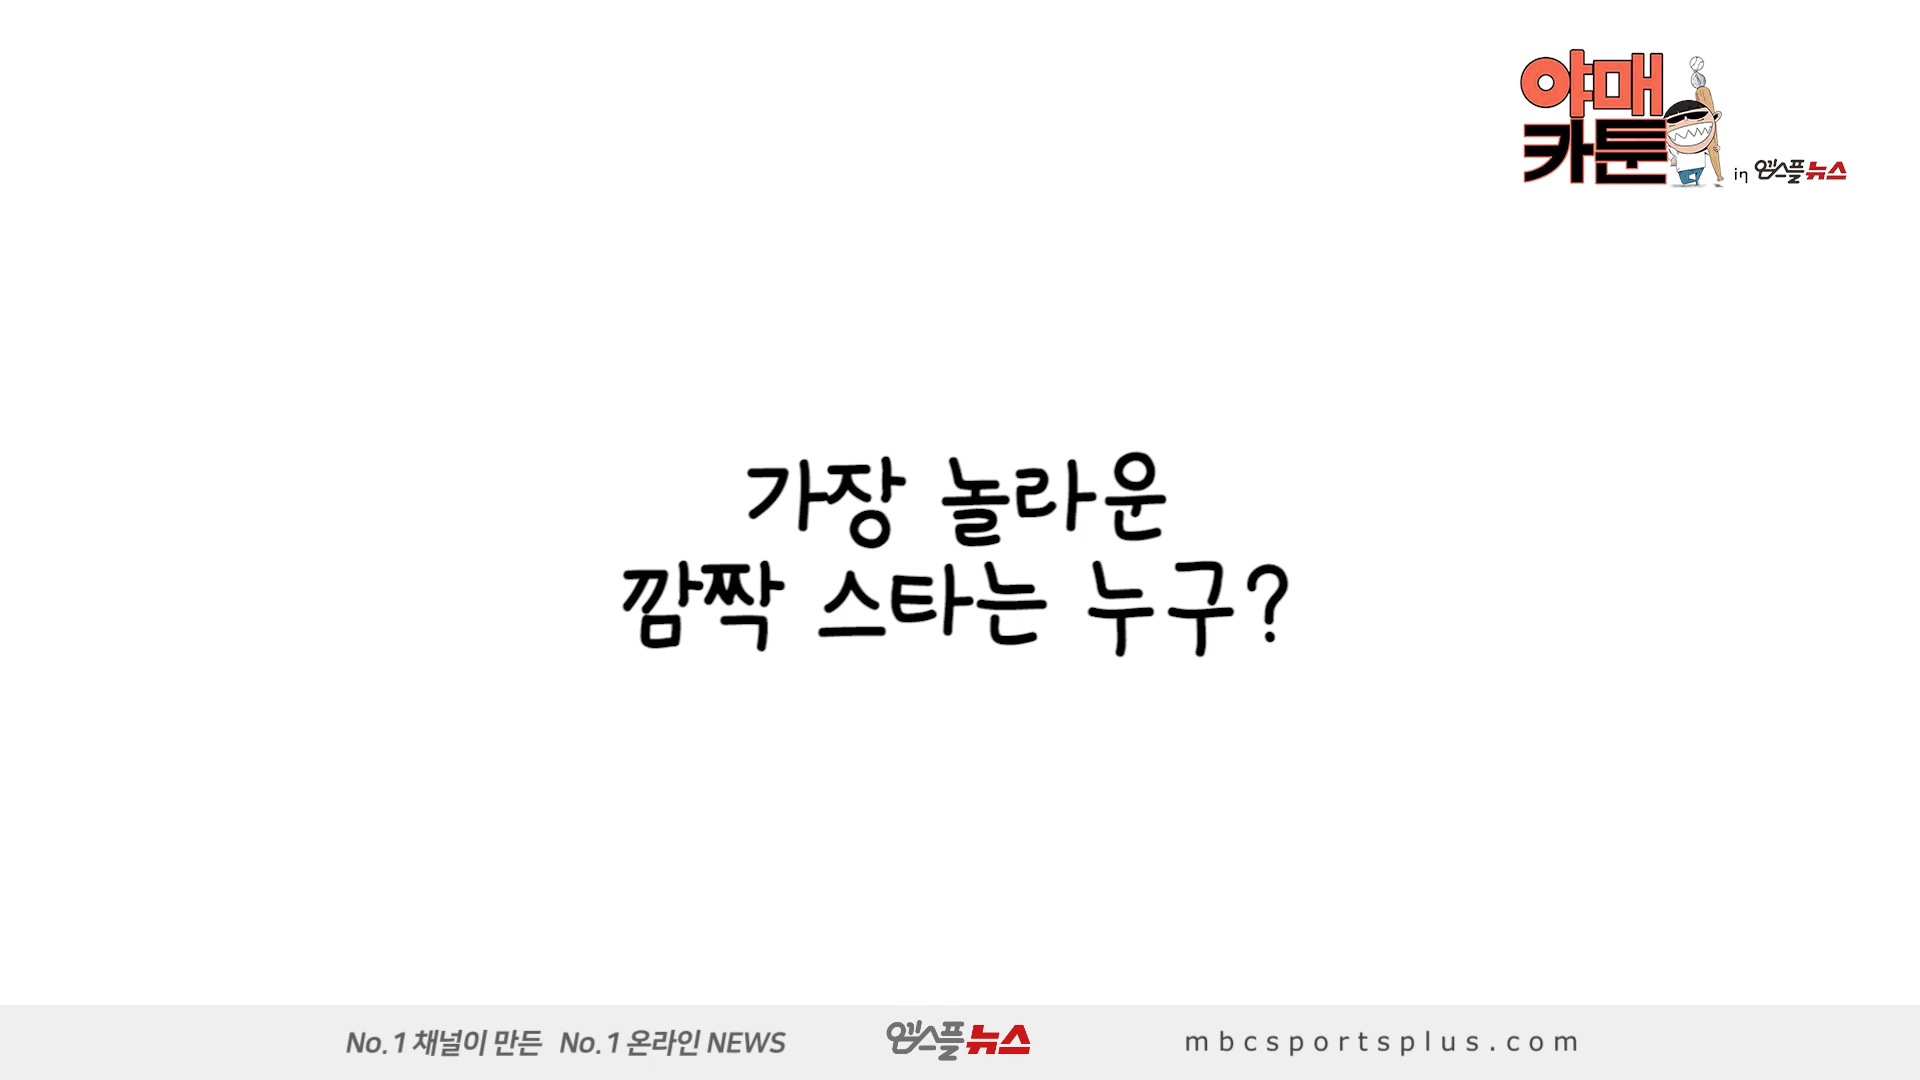 야매
카툰
in 엠스플뉴스
가장 놀라운
깜짝 스타는 누구?
No.1 채널이 만든 No.1 온라인 NEWS
엠스플뉴스
mbcsportsplus.com